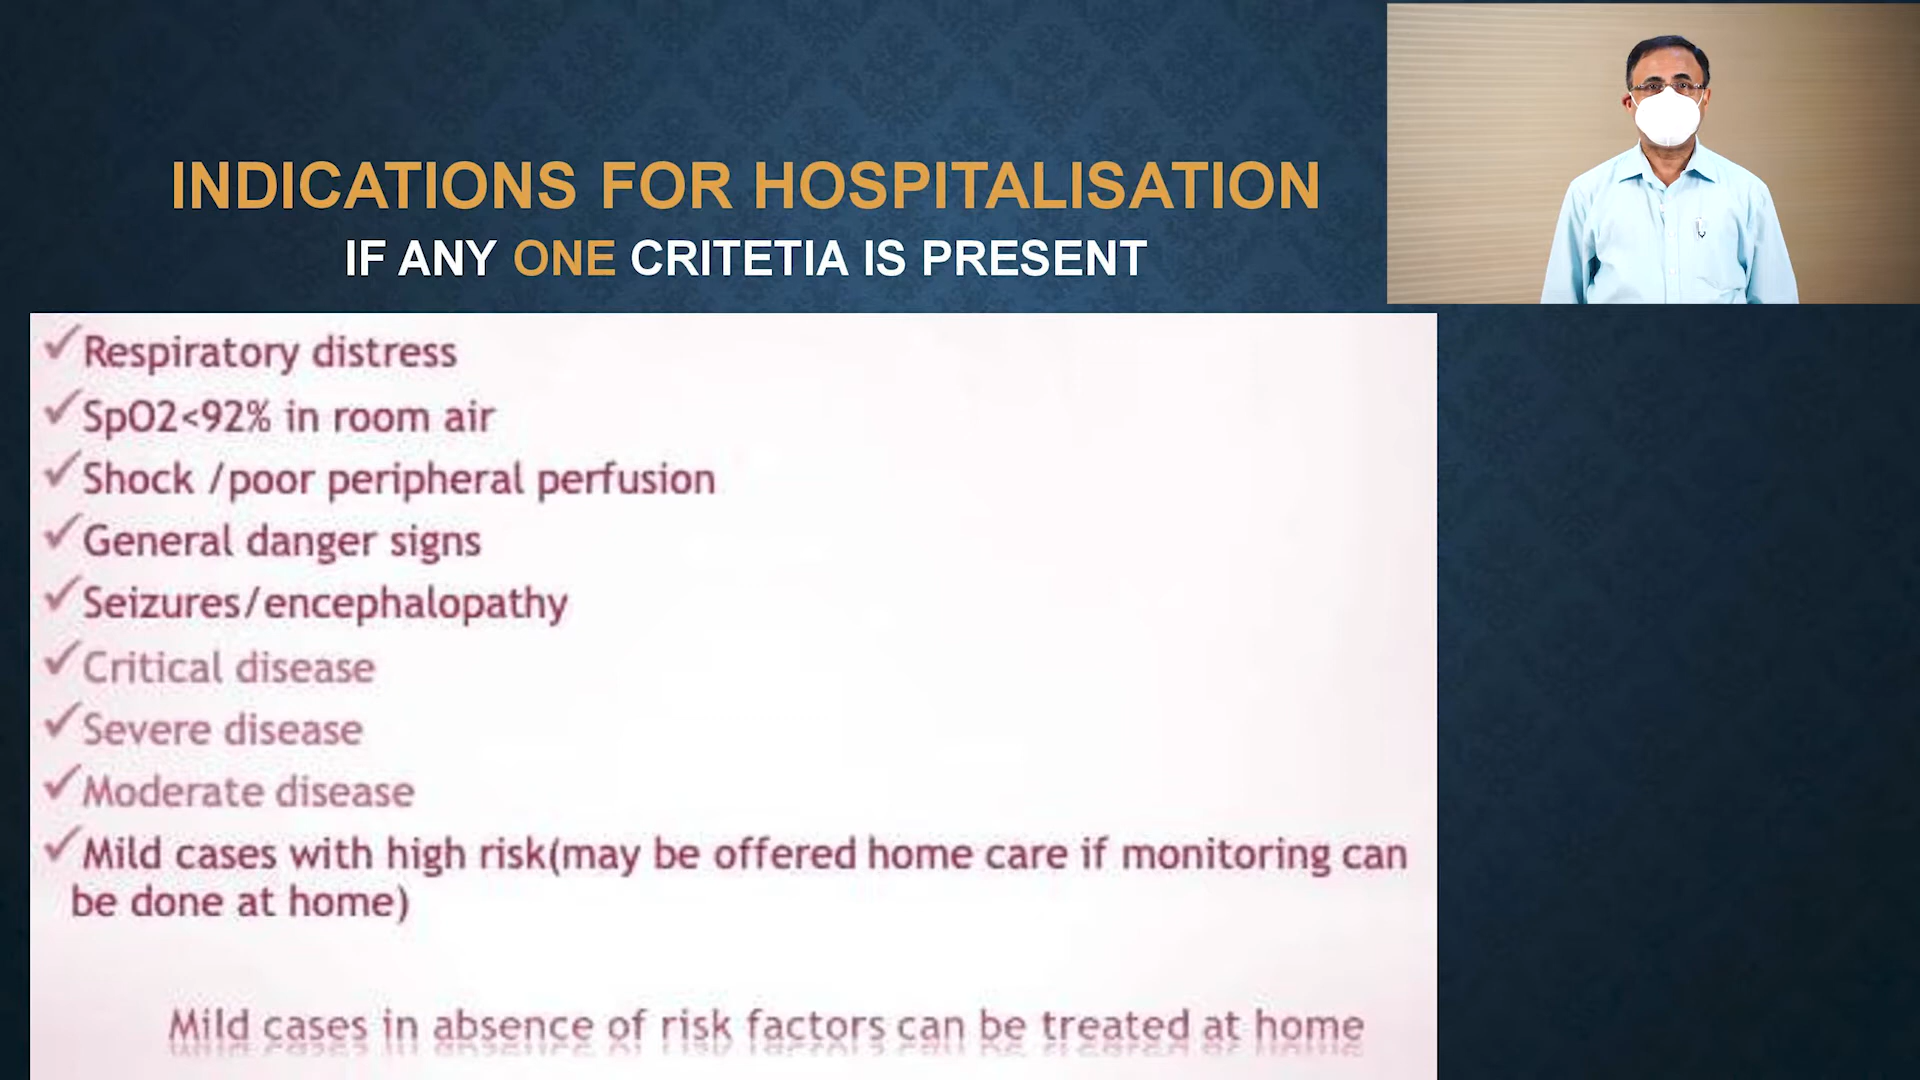 INDICATIONS FOR HOSPITALISATION
IF ANY ONE CRITETIA IS PRESENT
✓Respiratory distress
✓SpO2<92% in room air
✓Shock /poor peripheral perfusion
✓General danger signs
✓Seizures/encephalopathy
✓Critical disease
✓Severe disease
✓Moderate disease
✓Mild cases with high risk(may be offered home care if monitoring can
be done at home)
Mild cases in absence of risk factors can be treated at home